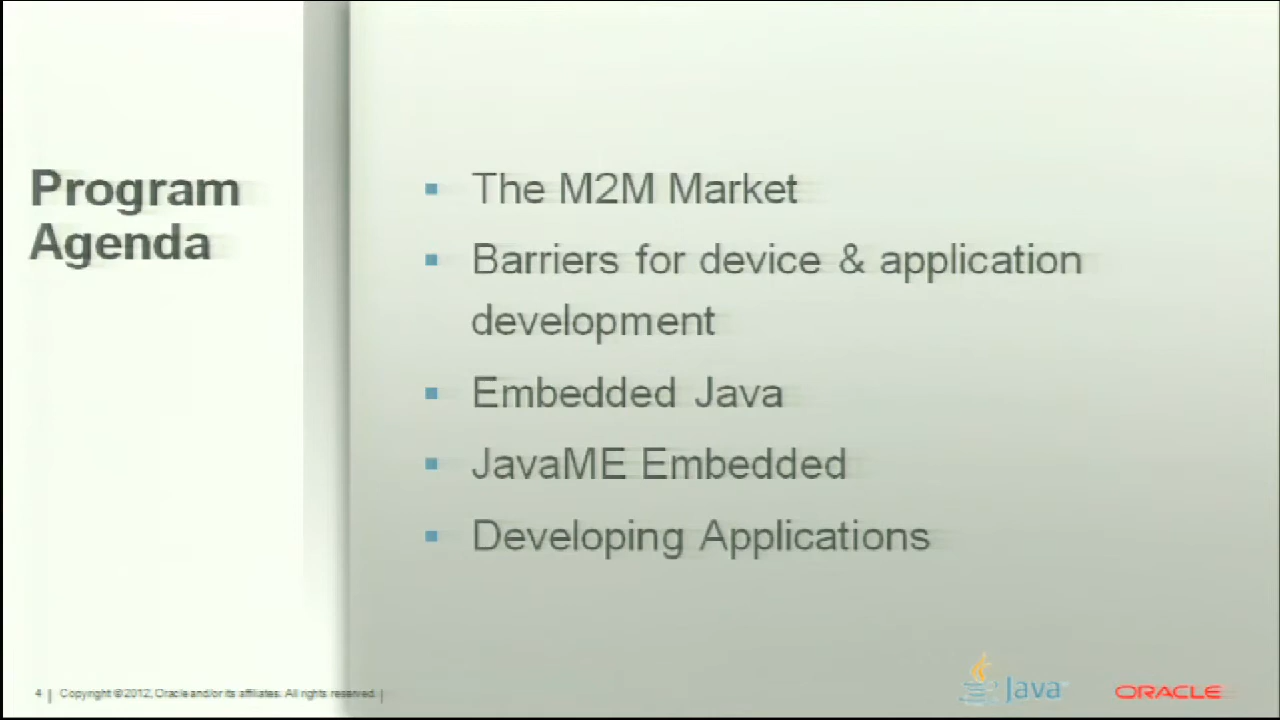 Program
Agenda
▪ The M2M Market
▪ Barriers for device & application
development
▪ Embedded Java
▪ JavaME Embedded
▪ Developing Applications
4 | Copyright © 2012, Oracle and/or its affiliates. All rights reserved. |
Java
ORACLE